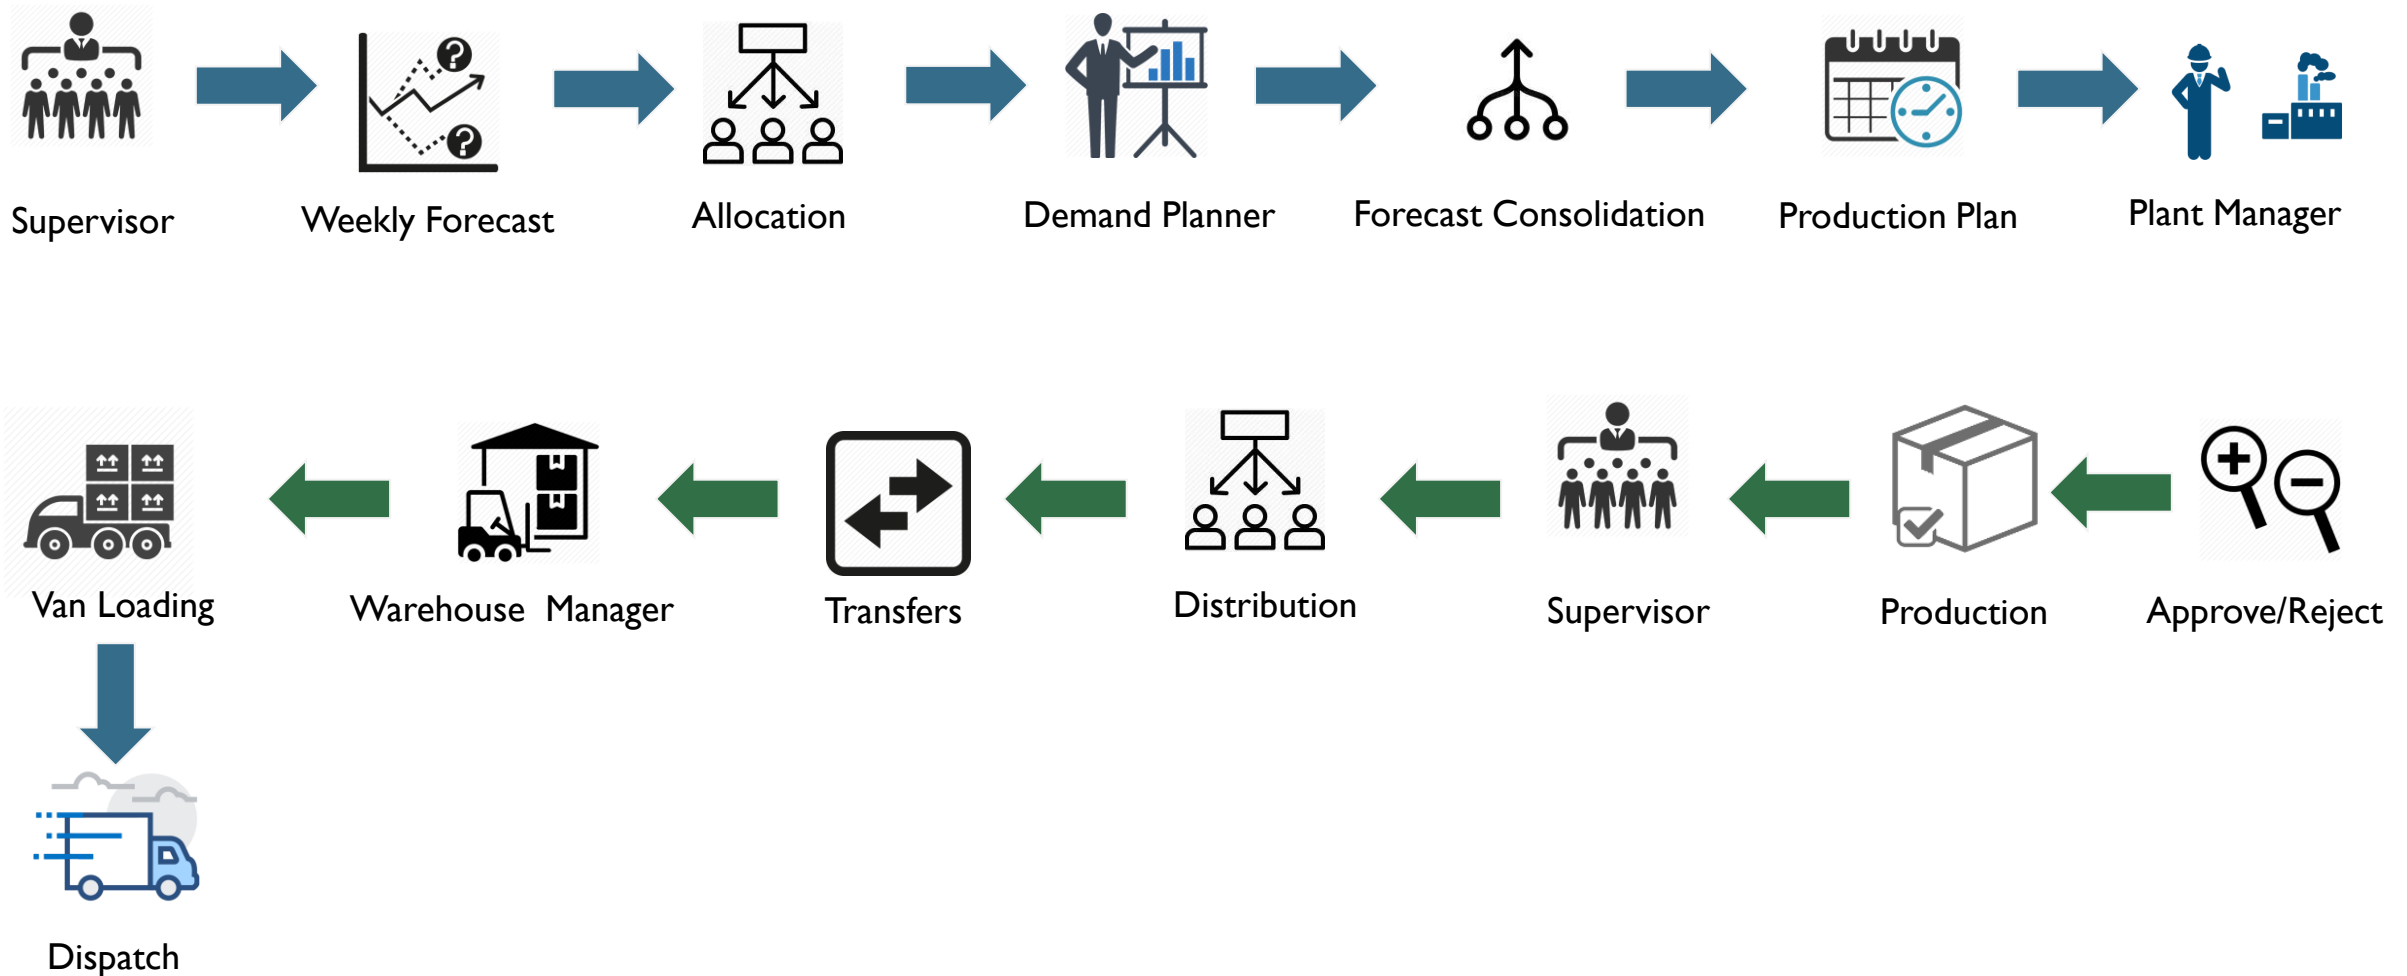 Supervisor
Weekly Forecast
Allocation
Demand Planner
Forecast Consolidation
Production Plan
Plant Manager
Van Loading
Warehouse Manager
Transfers
Distribution
Supervisor
Production
Approve/Reject
Dispatch